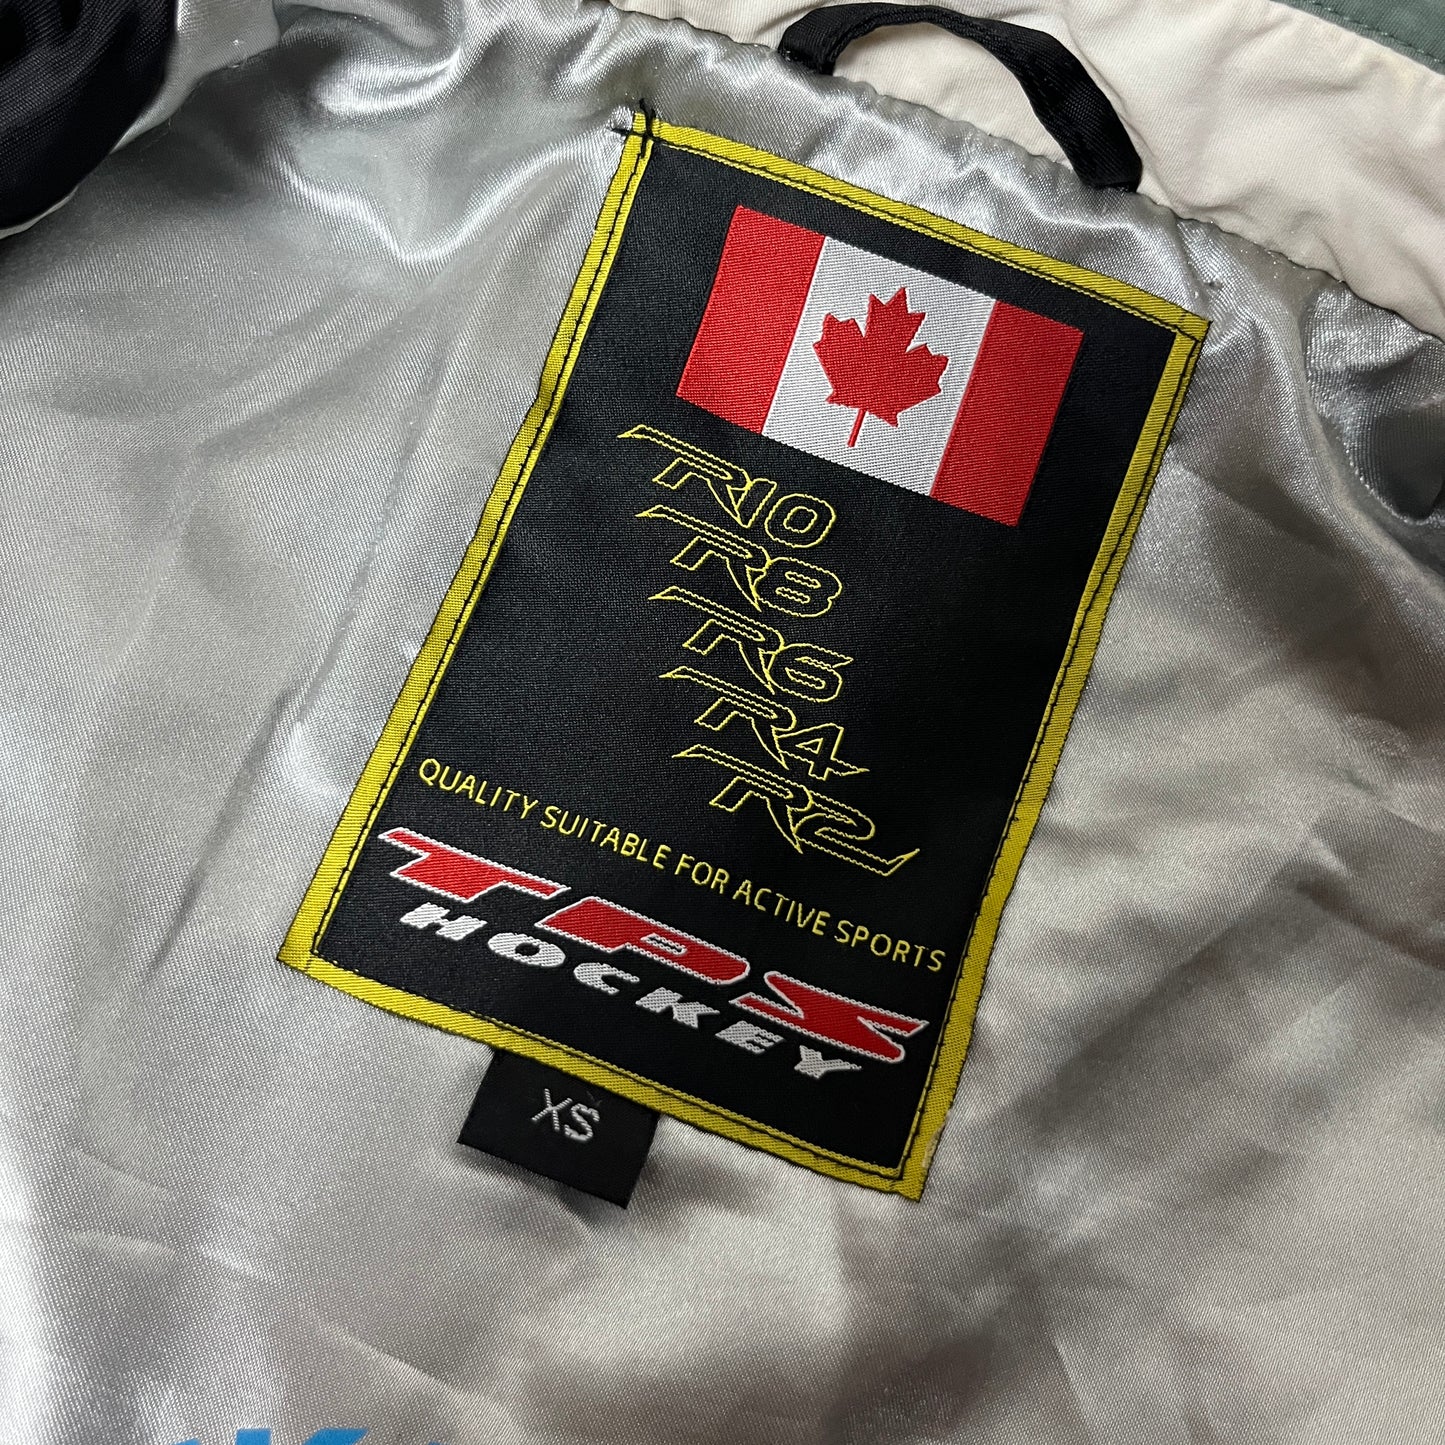 R10
R8
R6
R4
R2
QUALITY SUITABLE FOR ACTIVE SPORTS
TPS
HOCKEY
XS